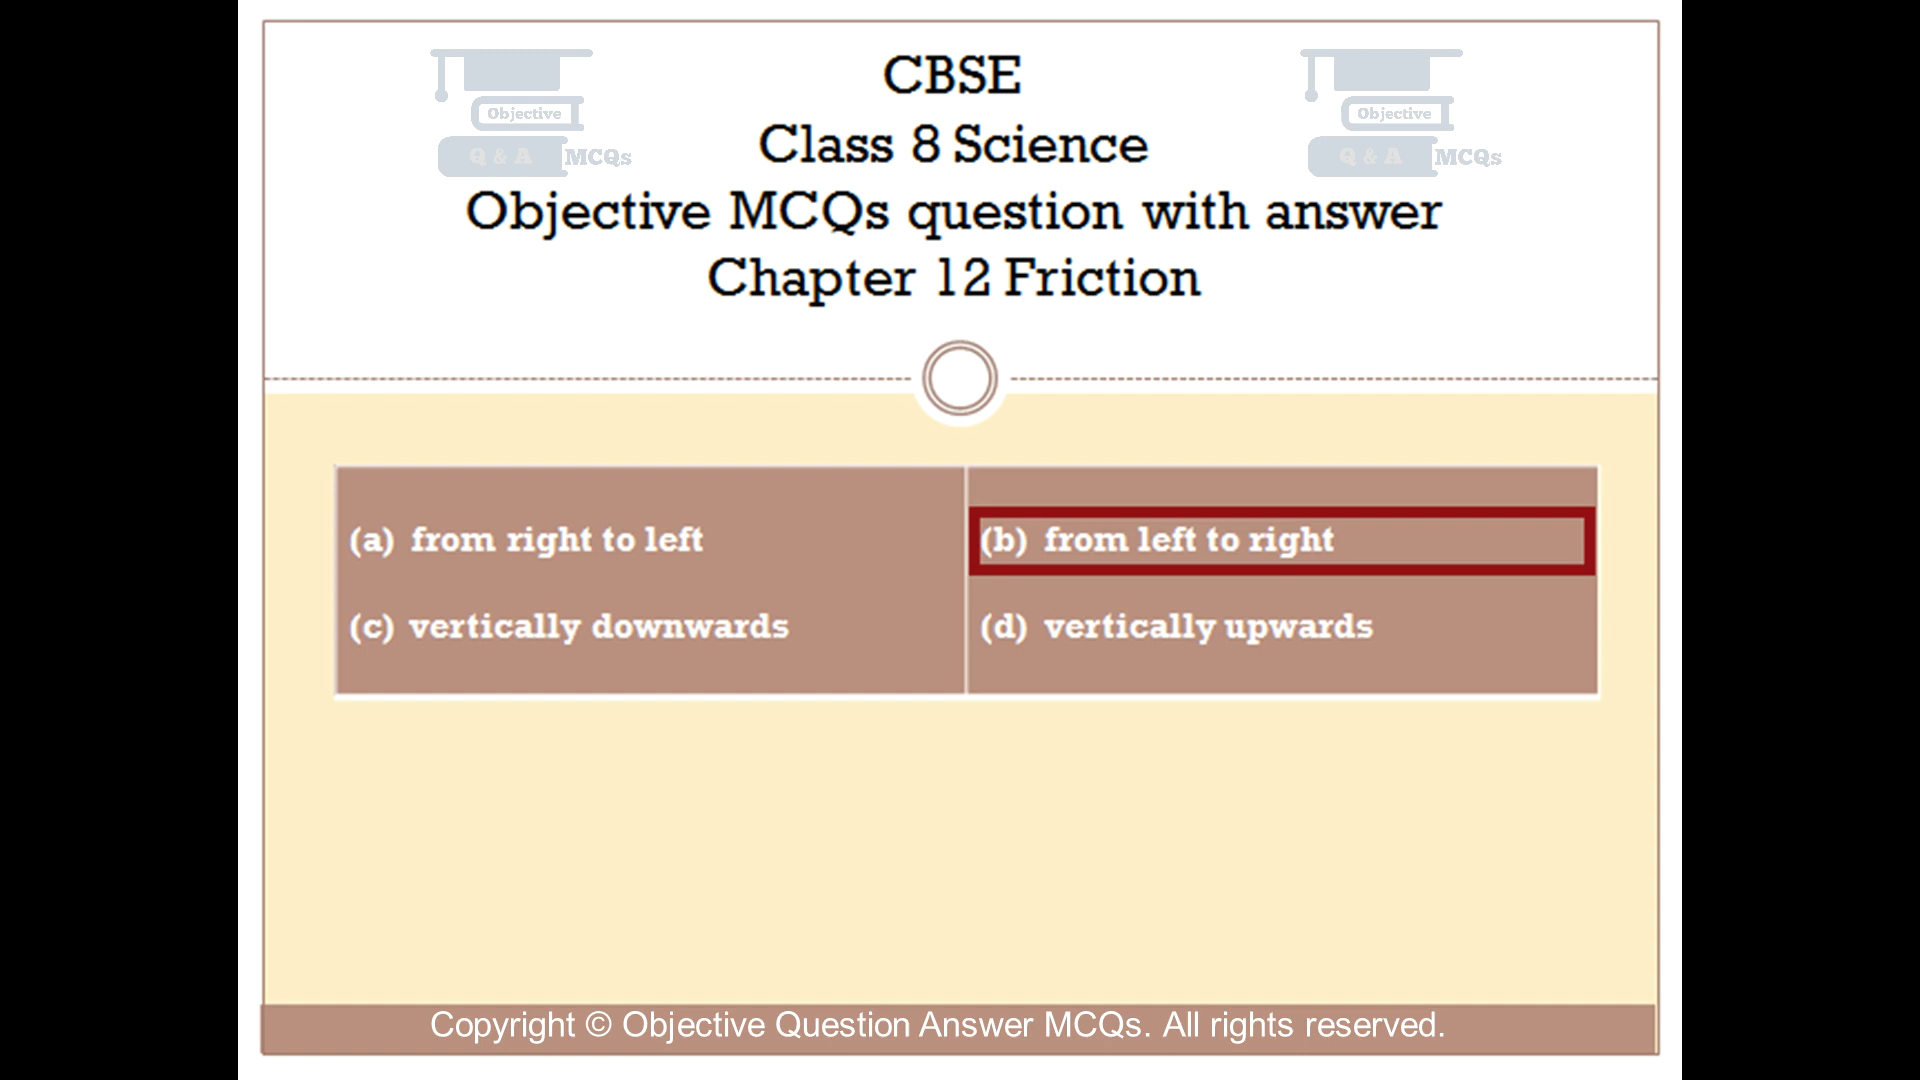 CBSE
Class 8 Science
Objective MCQs question with answer
Chapter 12 Friction
Objective
Q & A MCQs
Objective
Q & A MCQs
(a) from right to left
(b) from left to right
(c) vertically downwards
(d) vertically upwards
Copyright © Objective Question Answer MCQs. All rights reserved.